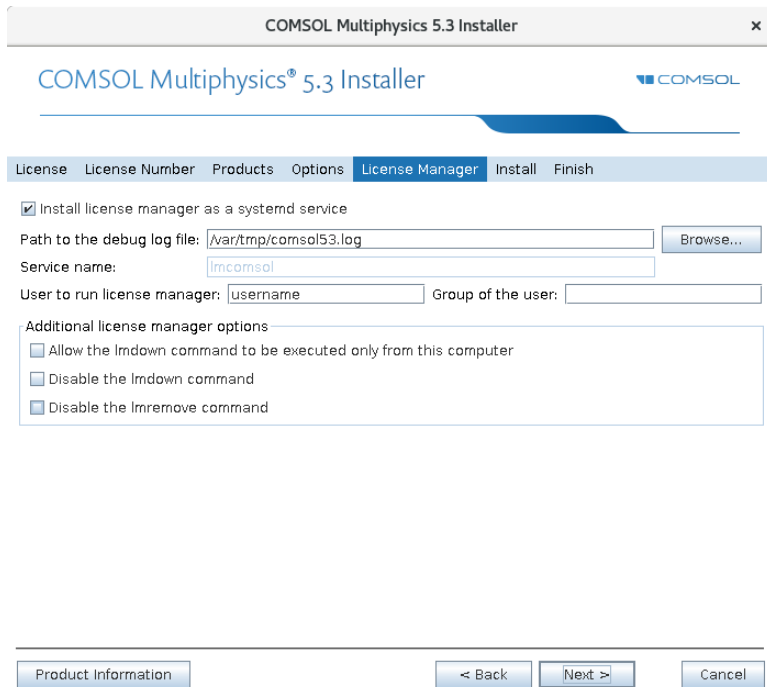 COMSOL Multiphysics 5.3 Installer ×
COMSOL Multiphysics® 5.3 Installer
COMSOL
License License Number Products Options License Manager Install Finish
Install license manager as a systemd service
Path to the debug log file: /var/tmp/comsol53.log Browse...
Service name: lmcomsol
User to run license manager: username Group of the user:
Additional license manager options
Allow the lmdown command to be executed only from this computer
Disable the lmdown command
Disable the lmremove command
Product Information < Back Next > Cancel